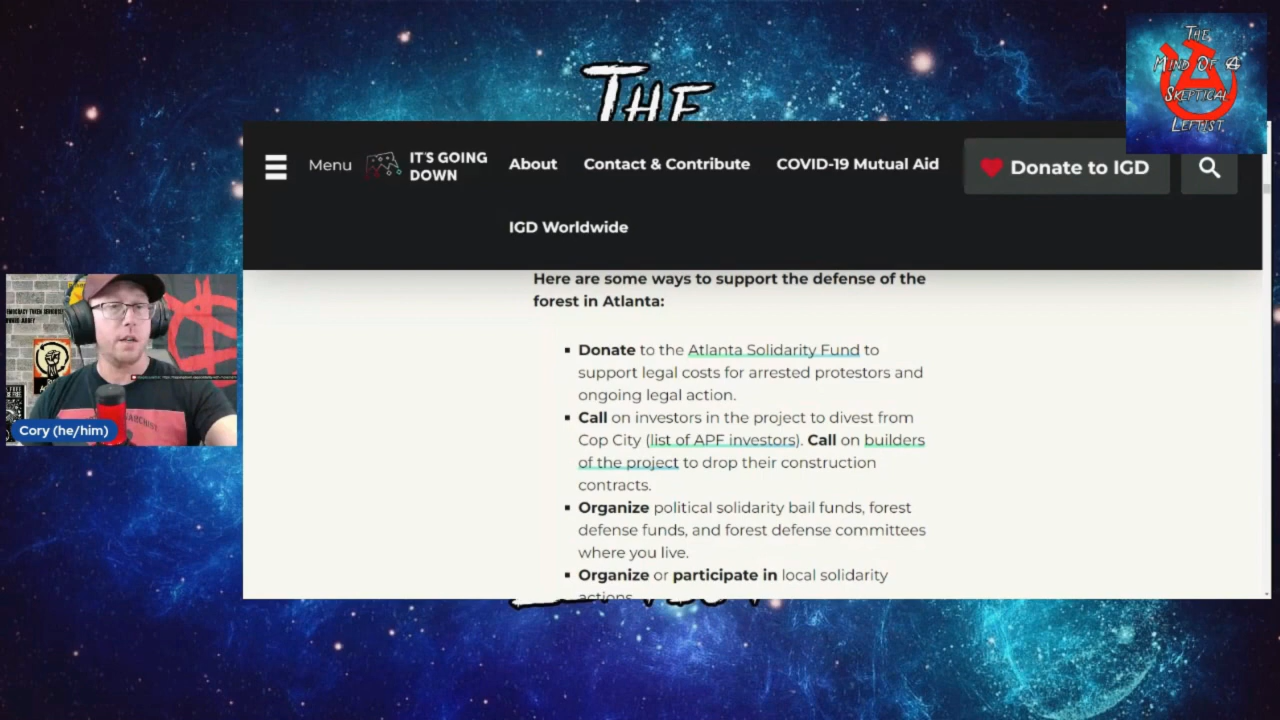 THE
THE
MIND OF A
SKEPTICAL
LEFTIST
Menu
IT'S GOING
DOWN
About
Contact & Contribute
COVID-19 Mutual Aid
Donate to IGD
IGD Worldwide
Here are some ways to support the defense of the
forest in Atlanta:
▪ Donate to the Atlanta Solidarity Fund to
support legal costs for arrested protestors and
ongoing legal action.
▪ Call on investors in the project to divest from
Cop City (list of APF investors). Call on builders
of the project to drop their construction
contracts.
▪ Organize political solidarity bail funds, forest
defense funds, and forest defense committees
where you live.
▪ Organize or participate in local solidarity
actions.
Cory (he/him)